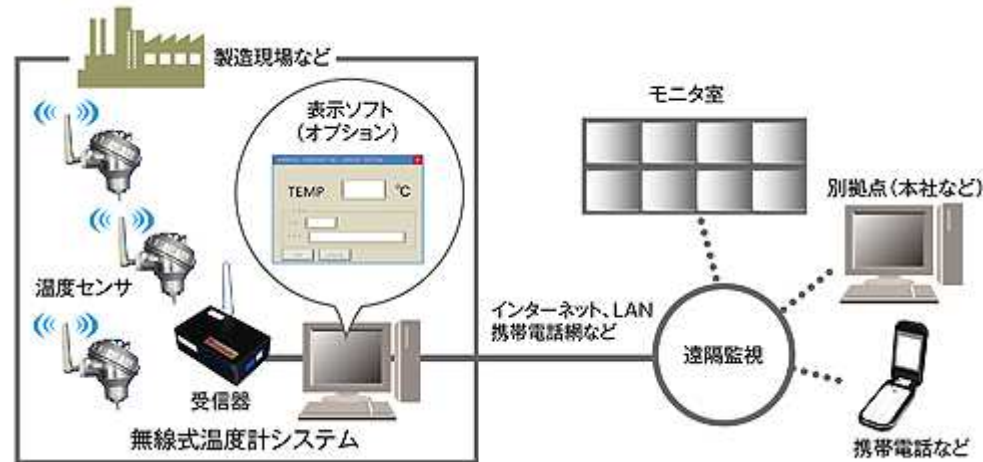 製造現場など
表示ソフト
(オプション)
TEMP
℃
温度センサ
受信器
無線式温度計システム
インターネット、LAN
携帯電話網など
モニタ室
別拠点(本社など)
遠隔監視
携帯電話など